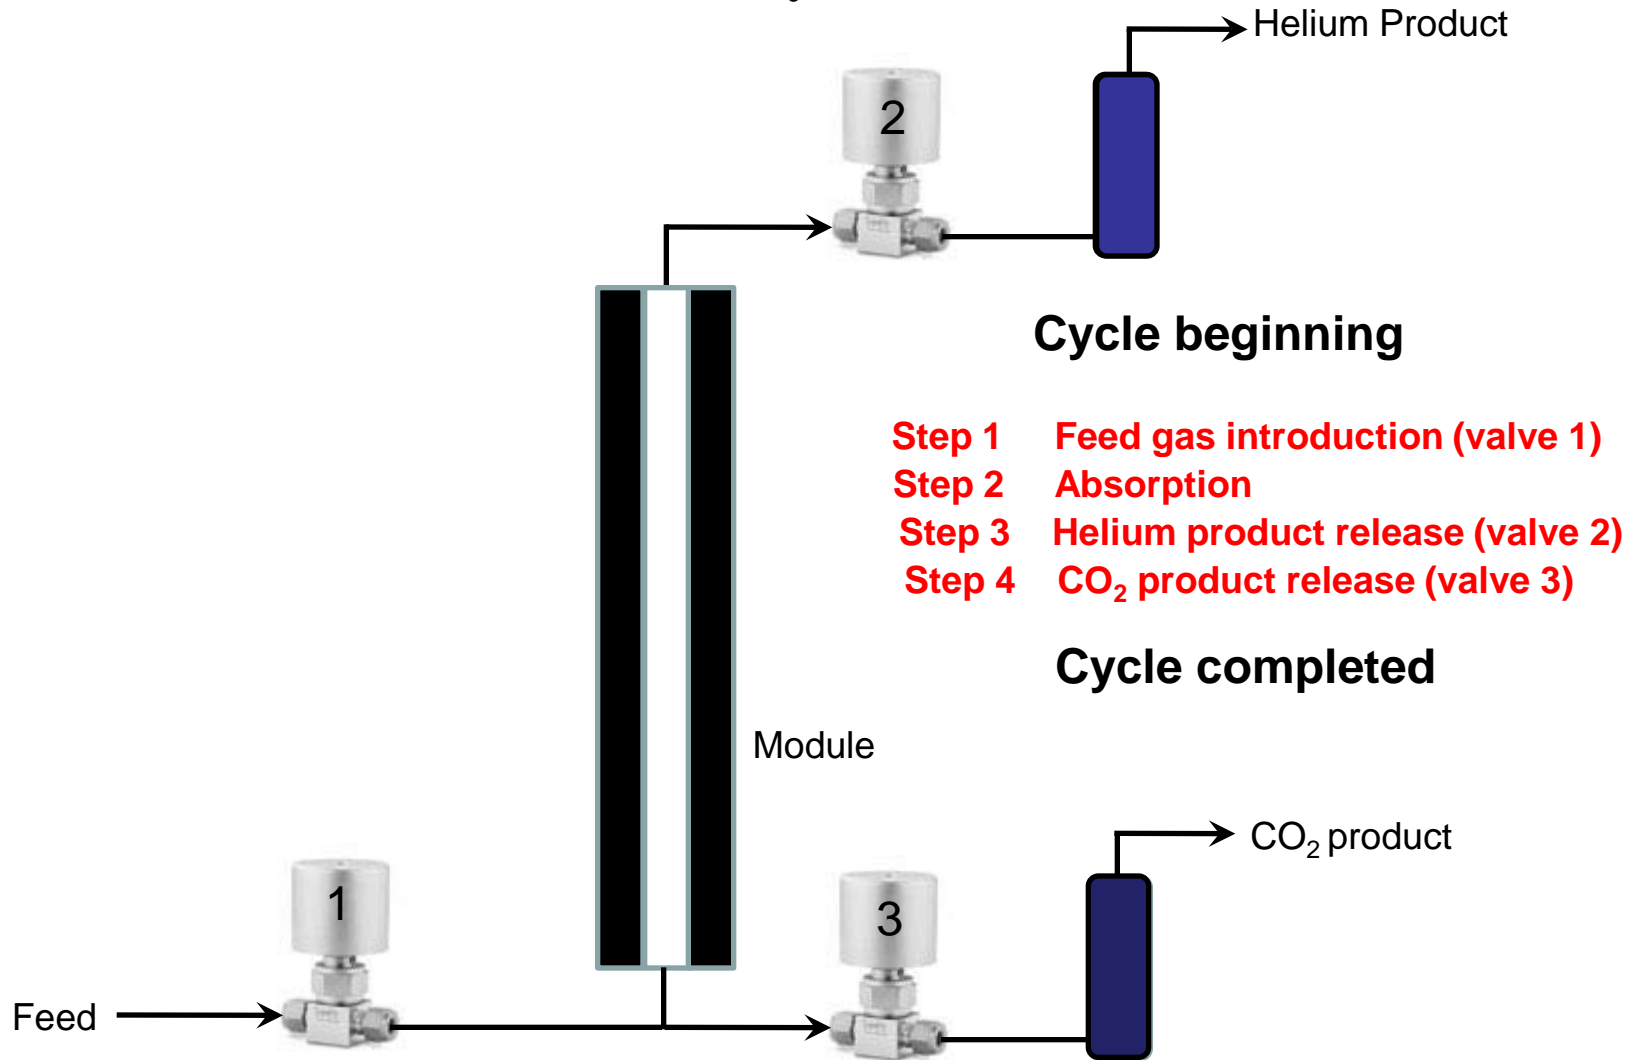 Helium Product
2
Cycle beginning
Step 1 Feed gas introduction (valve 1)
Step 2 Absorption
Step 3 Helium product release (valve 2)
Step 4 CO₂ product release (valve 3)
Cycle completed
Module
CO₂ product
1
3
Feed